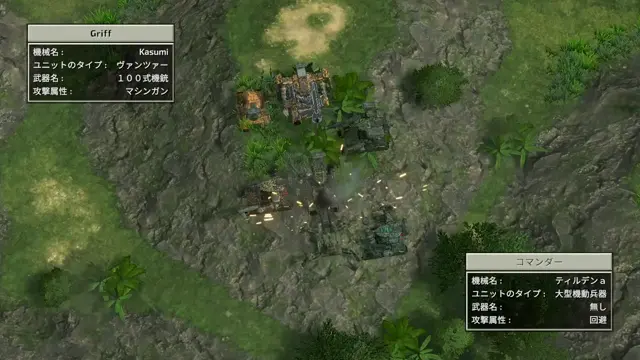 Griff
機械名： Kasumi
ユニットのタイプ： ヴァンツァー
武器名： １００式機銃
攻撃属性： マシンガン
コマンダー
機械名： ティルデンａ
ユニットのタイプ： 大型機動兵器
武器名： 無し
攻撃属性： 回避